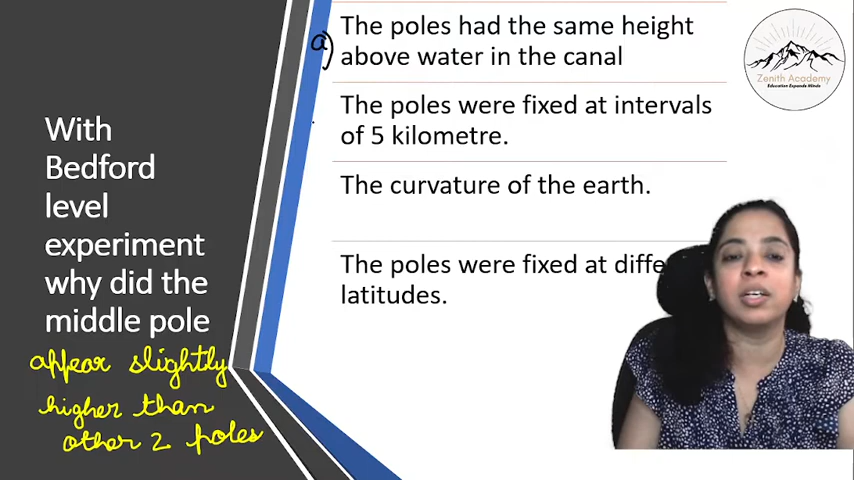 With
Bedford
level
experiment
why did the
middle pole
appear slightly
higher than
other 2 poles
a)
The poles had the same height
above water in the canal
The poles were fixed at intervals
of 5 kilometre.
The curvature of the earth.
The poles were fixed at diffe
latitudes.
Zenith Academy
Education Expands Minds